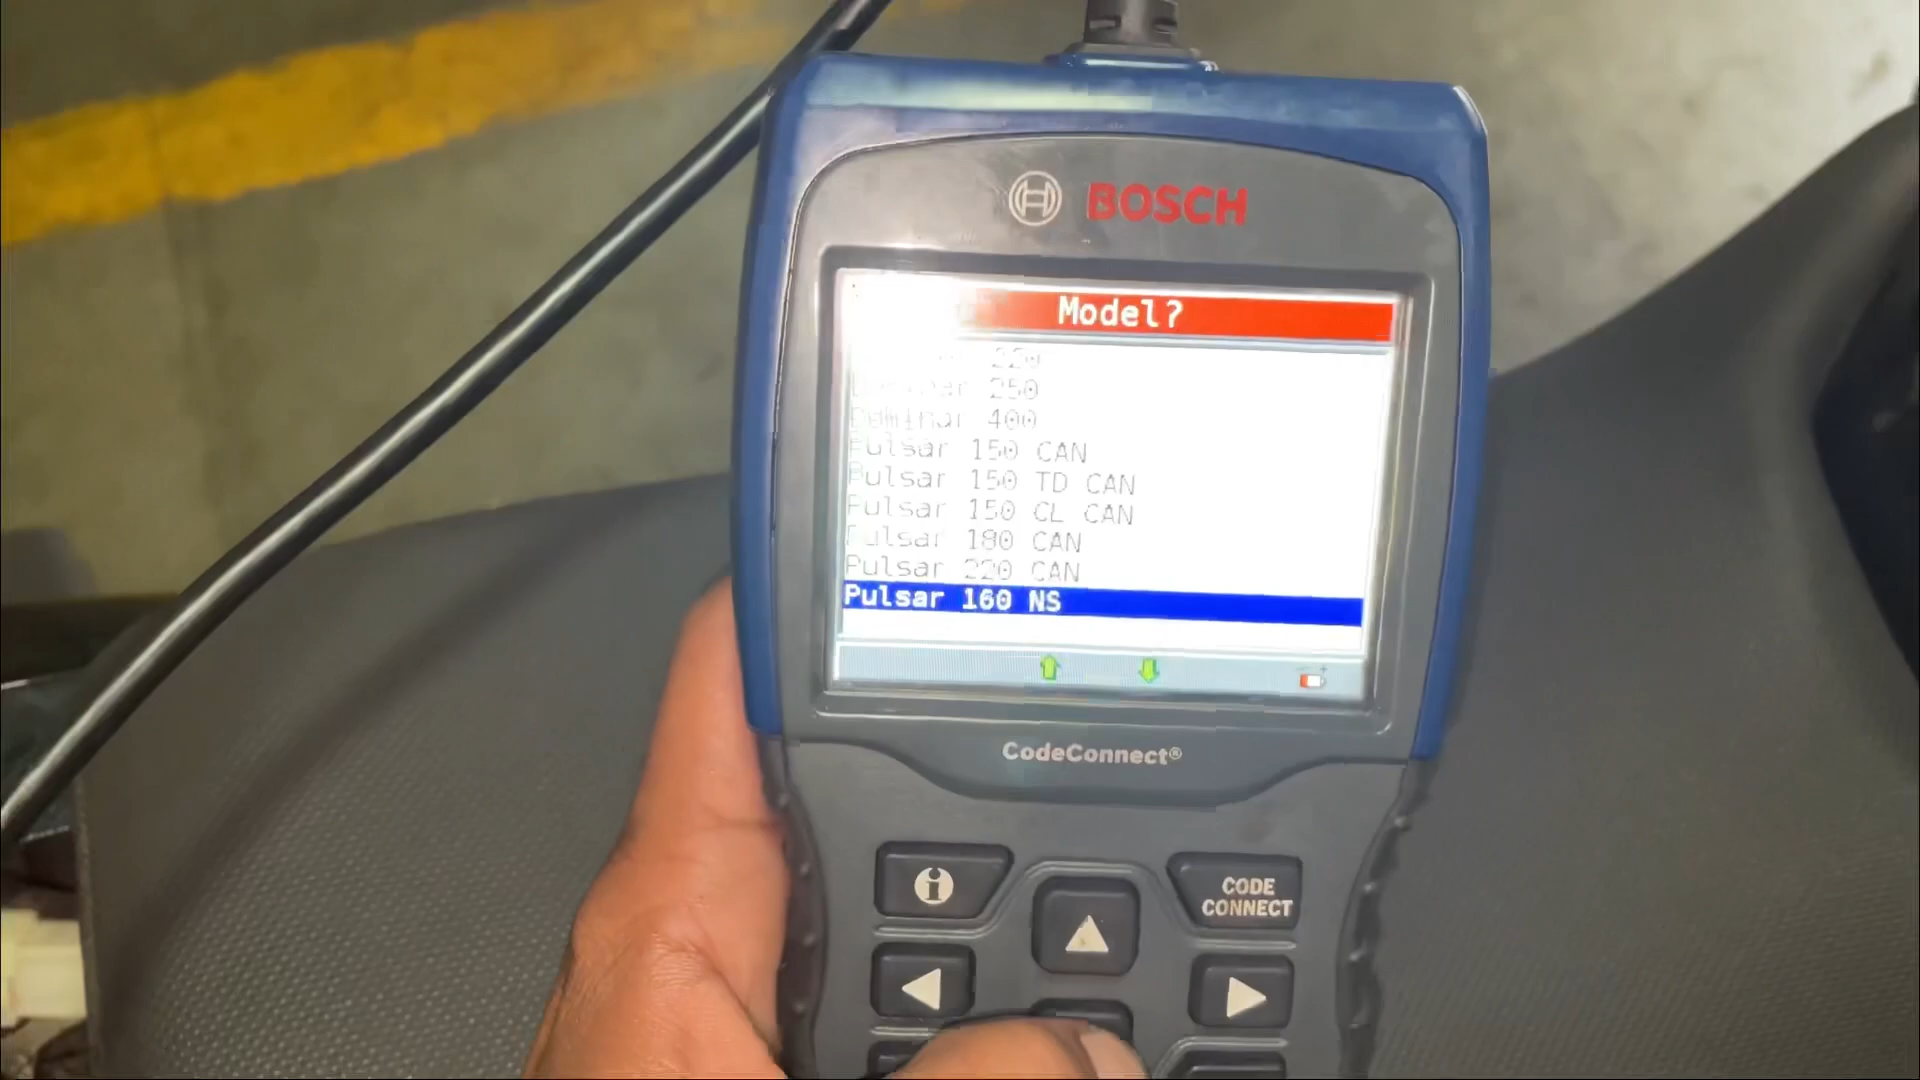 BOSCH
Model?
220
250
Dominar 400
Pulsar 150 CAN
Pulsar 150 TD CAN
Pulsar 150 CL CAN
Pulsar 180 CAN
Pulsar 220 CAN
Pulsar 160 NS
CodeConnect®
CODE
CONNECT